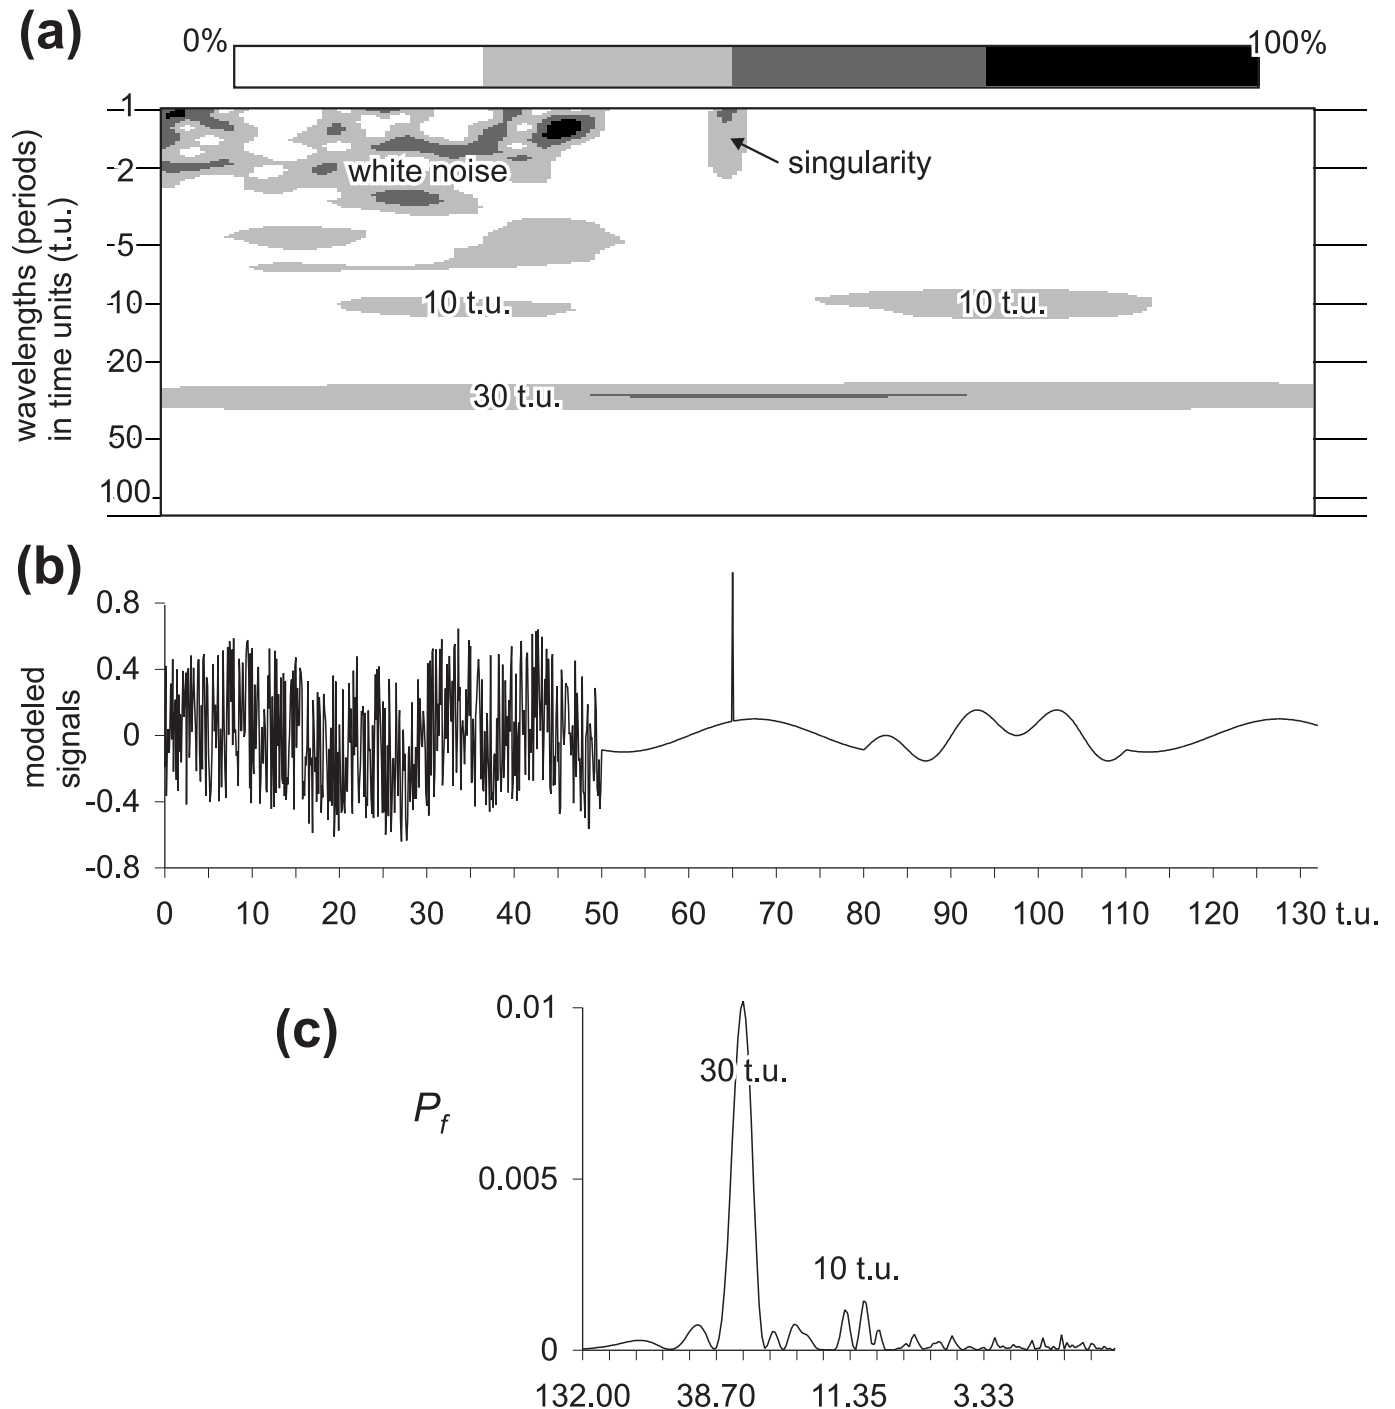 (a)
0%
100%
wavelengths (periods)
in time units (t.u.)
1
2
5
10
20
50
100
white noise
singularity
10 t.u.
10 t.u.
30 t.u.
(b)
modeled
signals
0.8
0.4
0
-0.4
-0.8
0 10 20 30 40 50 60 70 80 90 100 110 120 130 t.u.
(c)
Pf
0.01
0.005
0
30 t.u.
10 t.u.
132.00 38.70 11.35 3.33